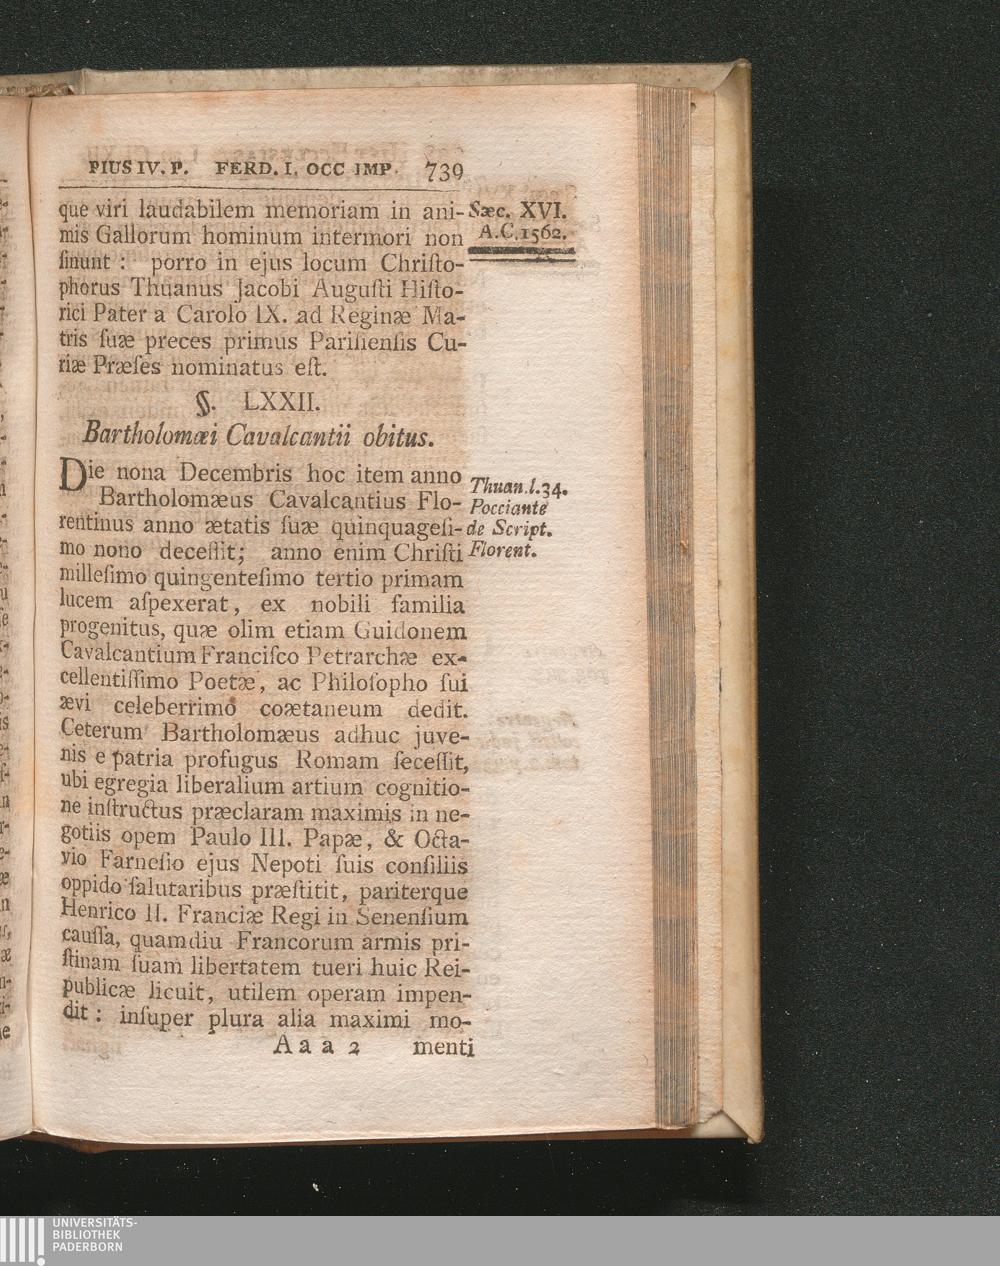 PIUS IV. P. FERD. I. OCC IMP. 739
que viri laudabilem memoriam in ani-
mis Gallorum hominum intermori non
ſinunt : porro in ejus locum Chriſto-
phorus Thuanus Jacobi Auguſti Hiſto-
rici Pater a Carolo IX. ad Reginæ Ma-
tris ſuæ preces primus Pariſienſis Cu-
riæ Præſes nominatus eſt.
Sæc. XVI.
A.C. 1562.
§. LXXII.
Bartholomæi Cavalcantii obitus.
Die nona Decembris hoc item anno
Bartholomæus Cavalcantius Flo-
rentinus anno ætatis ſuæ quinquageſi-
mo nono deceſſit; anno enim Chriſti
milleſimo quingenteſimo tertio primam
lucem aſpexerat, ex nobili familia
progenitus, quæ olim etiam Guidonem
Cavalcantium Franciſco Petrarchæ ex-
cellentiſſimo Poetæ, ac Philoſopho ſui
ævi celeberrimo coætaneum dedit.
Ceterum Bartholomæus adhuc juve-
nis e patria profugus Romam ſeceſſit,
ubi egregia liberalium artium cognitio-
ne inſtructus præclaram maximis in ne-
gotiis opem Paulo III. Papæ, & Octa-
vio Farneſio ejus Nepoti ſuis conſiliis
oppido ſalutaribus præſtitit, pariterque
Henrico II. Franciæ Regi in Senenſium
cauſſa, quamdiu Francorum armis pri-
ſtinam ſuam libertatem tueri huic Rei-
publicæ licuit, utilem operam impen-
dit : inſuper plura alia maximi mo-
Thuan. l. 34.
Pocciante
de Script.
Florent.
A a a 2 menti
UNIVERSITÄTS-
BIBLIOTHEK
PADERBORN